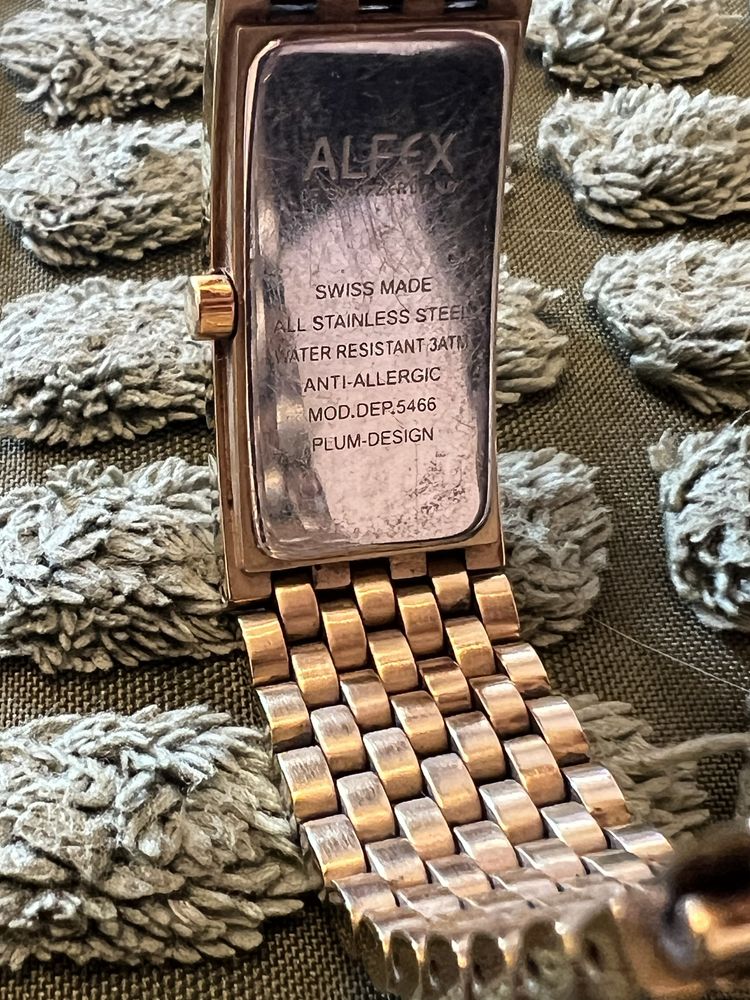 ALFEX
SWISS MADE
ALL STAINLESS STEEL
WATER RESISTANT 3ATM
ANTI-ALLERGIC
MOD.DEP.5466
PLUM-DESIGN